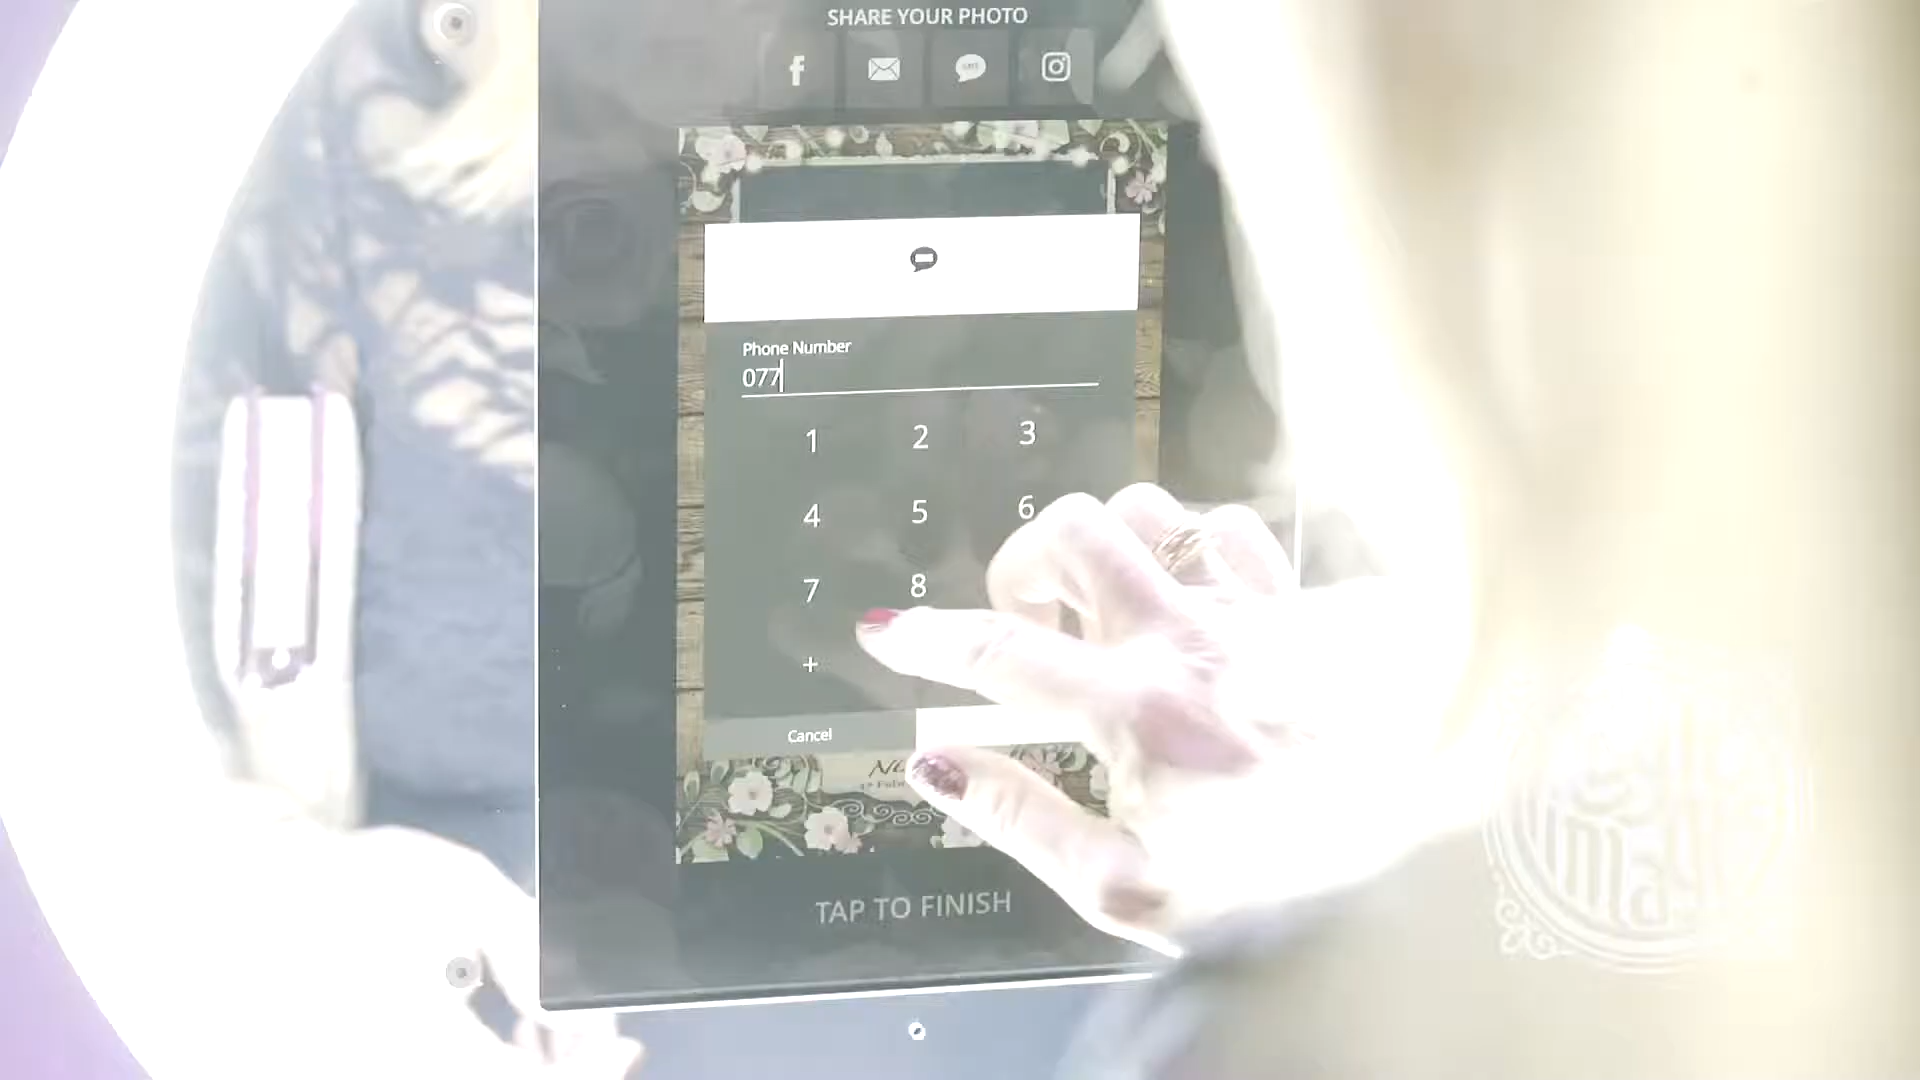 SHARE YOUR PHOTO
f
Phone Number
077
1 2 3
4 5 6
7 8
+
Cancel
TAP TO FINISH